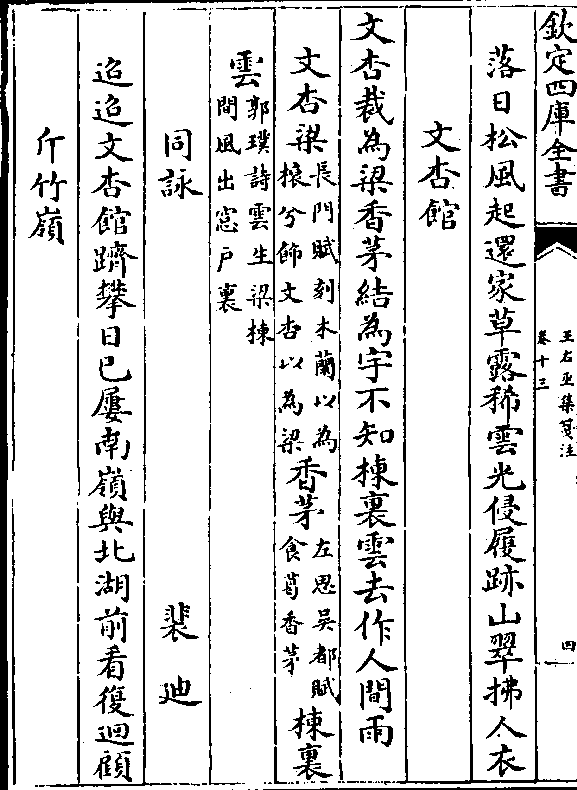 欽定四庫全書
王右丞集箋注
卷十三
四
落日松風起還家草露稀雲光侵履跡山翠拂人衣
文杏館
文杏裁為梁香茅結為宇不知棟裏雲去作人間雨
文杏梁長門賦刻木蘭以為榱兮飾文杏以為梁香茅左思吳都賦食葛香茅棟裏
雲郭璞詩雲生梁棟間風出窓戶裏
同詠 裴迪
迢迢文杏館躋攀日已屢南嶺與北湖前看復迴顧
斤竹嶺